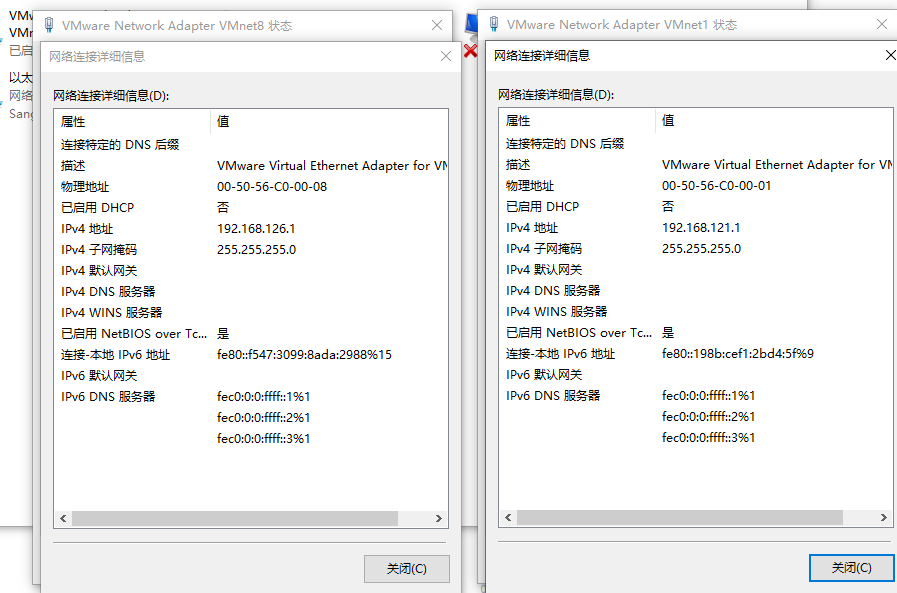 VMw
VMr
已启
以太
网络
Sang
VMware Network Adapter VMnet8 状态
网络连接详细信息
网络连接详细信息(D):
属性 值
连接特定的 DNS 后缀
描述 VMware Virtual Ethernet Adapter for VM
物理地址 00-50-56-C0-00-08
已启用 DHCP 否
IPv4 地址 192.168.126.1
IPv4 子网掩码 255.255.255.0
IPv4 默认网关
IPv4 DNS 服务器
IPv4 WINS 服务器
已启用 NetBIOS over Tc... 是
连接-本地 IPv6 地址 fe80::f547:3099:8ada:2988%15
IPv6 默认网关
IPv6 DNS 服务器 fec0:0:0:ffff::1%1
fec0:0:0:ffff::2%1
fec0:0:0:ffff::3%1
关闭(C)
VMware Network Adapter VMnet1 状态
网络连接详细信息
网络连接详细信息(D):
属性 值
连接特定的 DNS 后缀
描述 VMware Virtual Ethernet Adapter for VM
物理地址 00-50-56-C0-00-01
已启用 DHCP 否
IPv4 地址 192.168.121.1
IPv4 子网掩码 255.255.255.0
IPv4 默认网关
IPv4 DNS 服务器
IPv4 WINS 服务器
已启用 NetBIOS over Tc... 是
连接-本地 IPv6 地址 fe80::198b:cef1:2bd4:5f%9
IPv6 默认网关
IPv6 DNS 服务器 fec0:0:0:ffff::1%1
fec0:0:0:ffff::2%1
fec0:0:0:ffff::3%1
关闭(C)